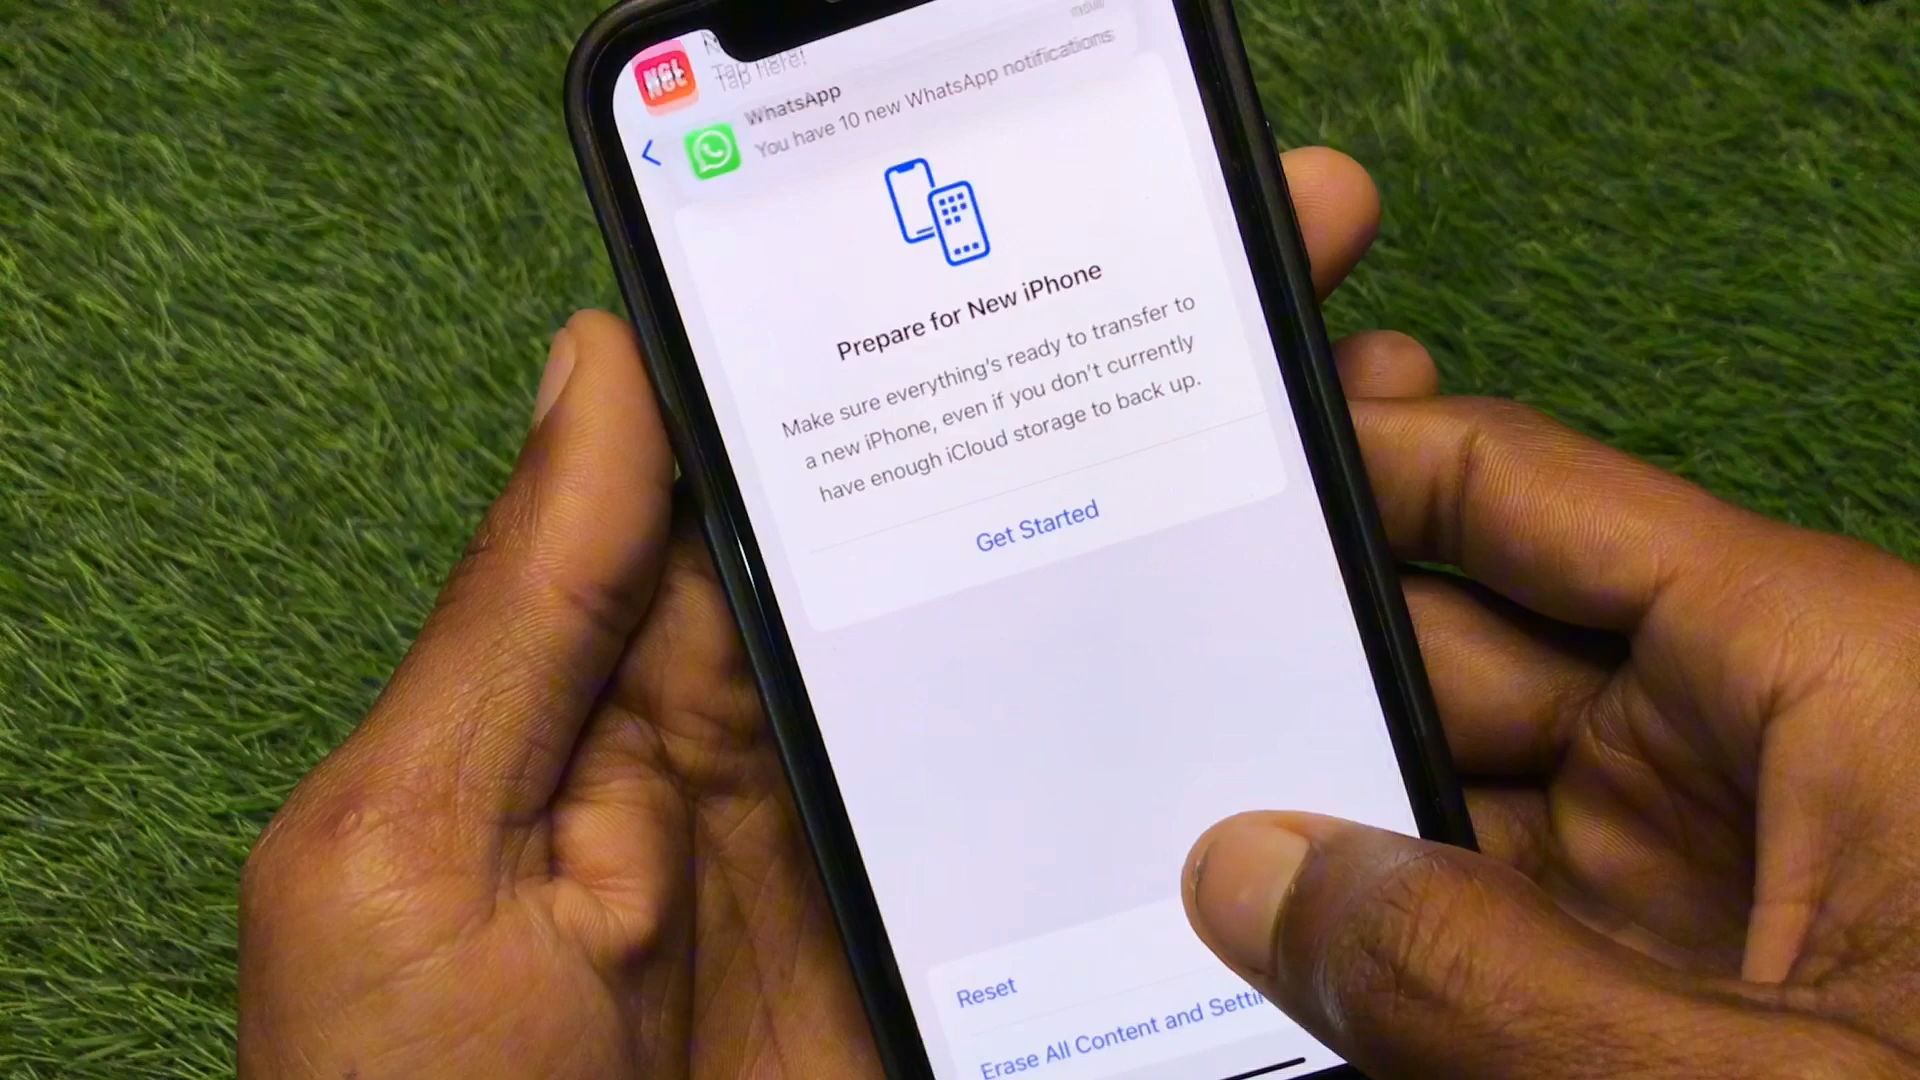 NGL
Tap here!
WhatsApp
You have 10 new WhatsApp notifications
Prepare for New iPhone
Make sure everything's ready to transfer to
a new iPhone, even if you don't currently
have enough iCloud storage to back up.
Get Started
Reset
Erase All Content and Settin